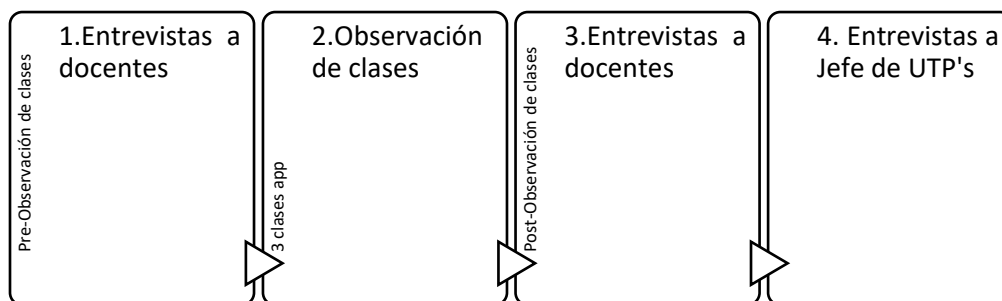 Pre-Observación de clases
1.Entrevistas a
docentes
3 clases app
2.Observación
de clases
Post-Observación de clases
3.Entrevistas a
docentes
4. Entrevistas a
Jefe de UTP's